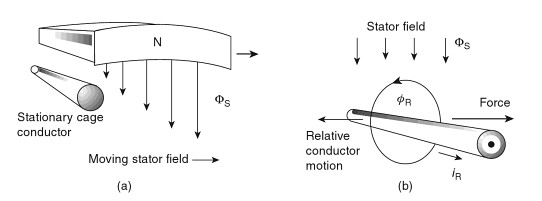 N
ΦS
Stationary cage
conductor
Moving stator field
(a)
Stator field
ΦS
ϕR
Force
Relative
conductor
motion
iR
(b)